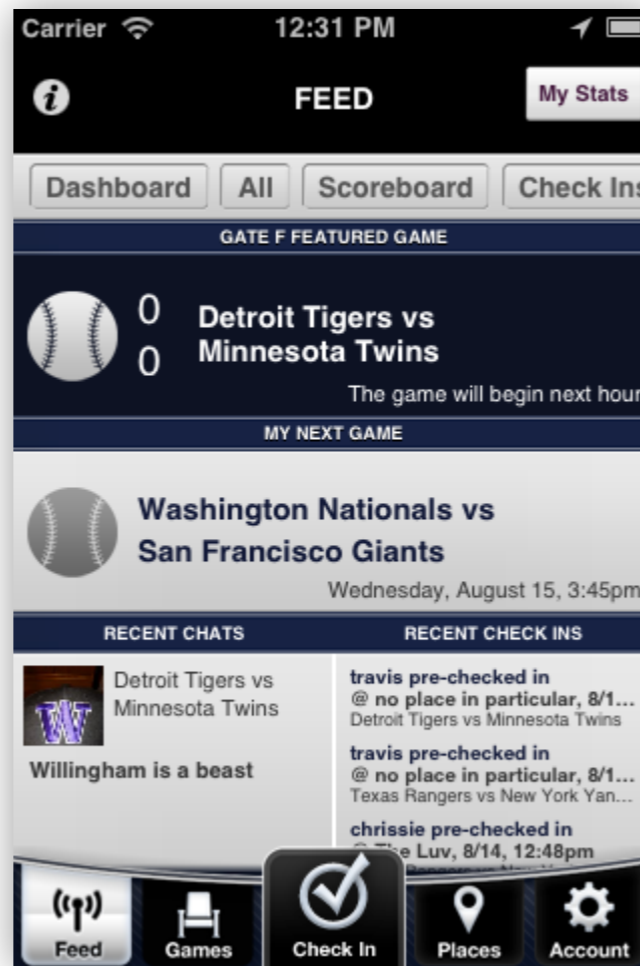 Carrier 12:31 PM
FEED My Stats
Dashboard All Scoreboard Check Ins
GATE F FEATURED GAME
0
0
Detroit Tigers vs
Minnesota Twins
The game will begin next hour
MY NEXT GAME
Washington Nationals vs
San Francisco Giants
Wednesday, August 15, 3:45pm
RECENT CHATS
Detroit Tigers vs
Minnesota Twins
W
Willingham is a beast
RECENT CHECK INS
travis pre-checked in
@ no place in particular, 8/1...
Detroit Tigers vs Minnesota Twins
travis pre-checked in
@ no place in particular, 8/1...
Texas Rangers vs New York Yan...
chrissie pre-checked in
@ The Luv, 8/14, 12:48pm
Feed Games Check In Places Account